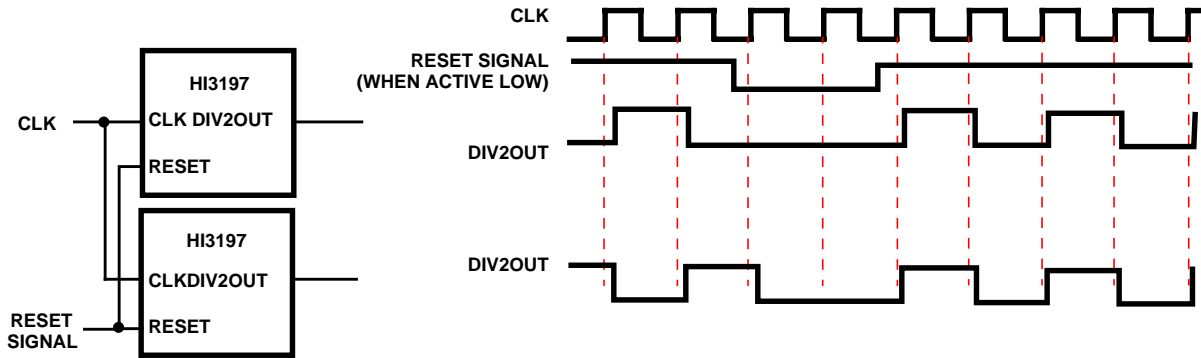 HI3197
CLK
CLK DIV2OUT
RESET
HI3197
CLKDIV2OUT
RESET
SIGNAL
RESET
CLK
RESET SIGNAL
(WHEN ACTIVE LOW)
DIV2OUT
DIV2OUT